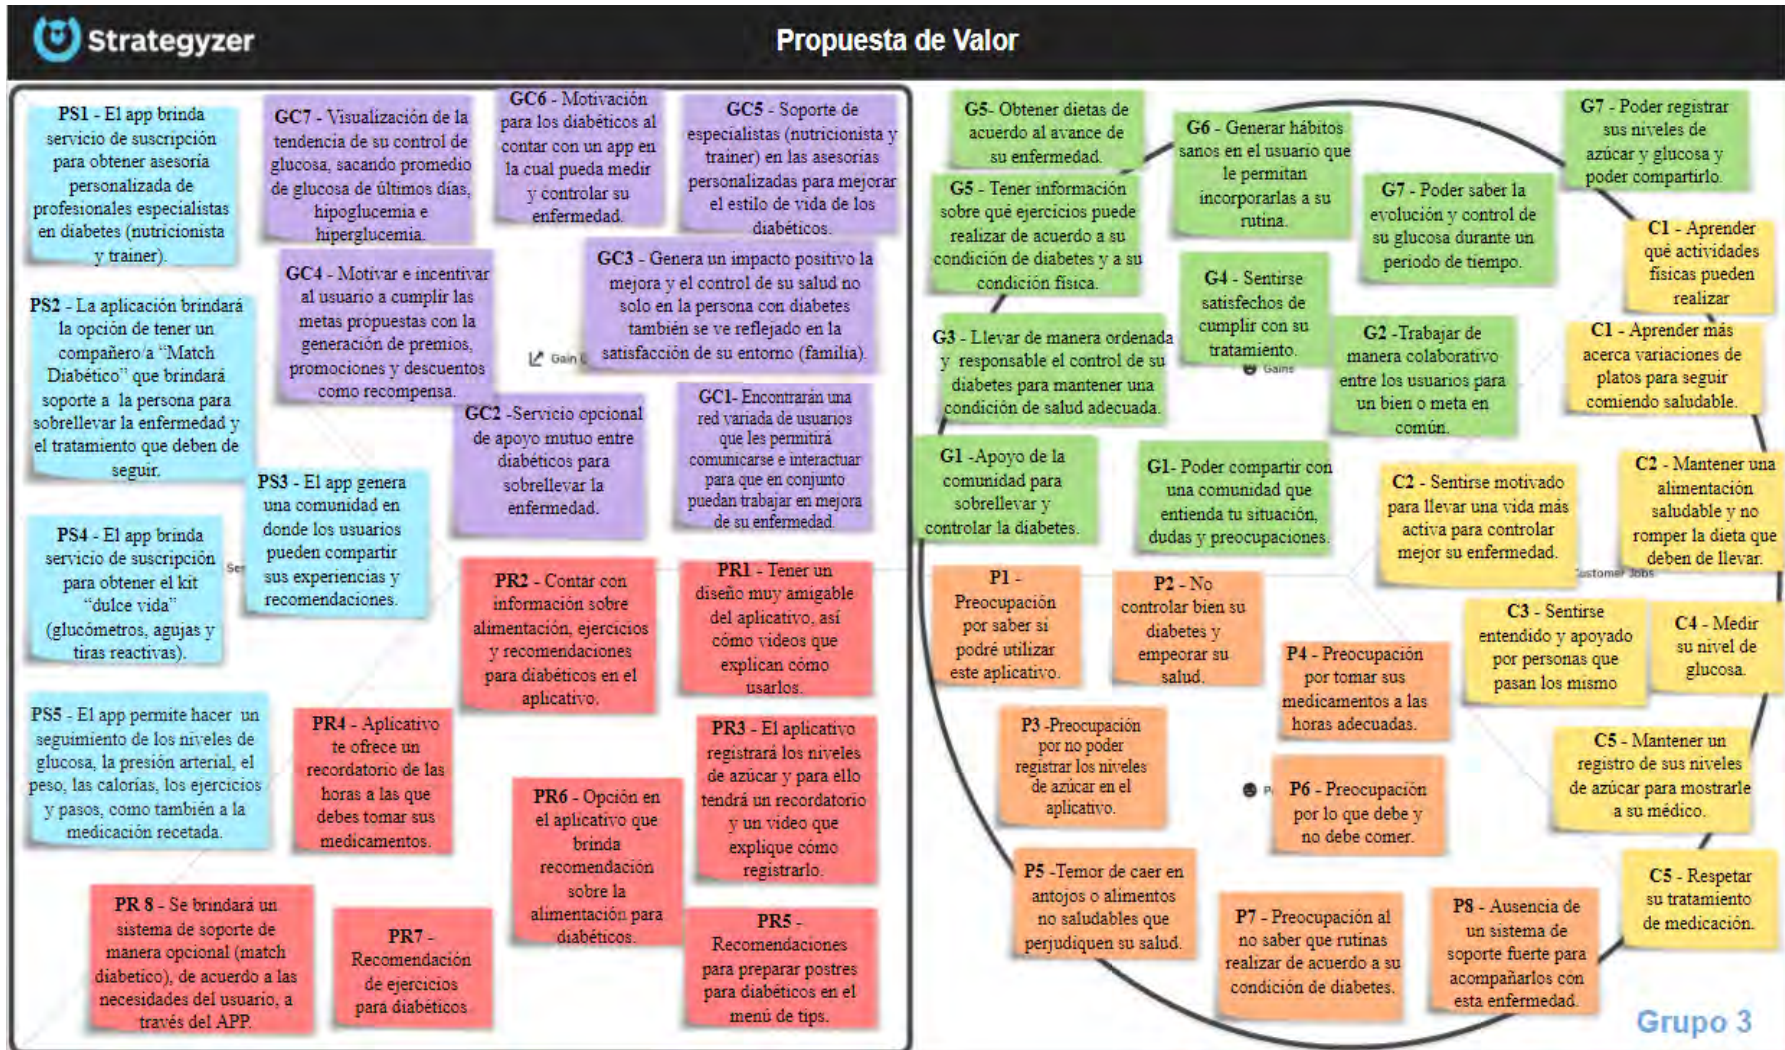 Strategyzer
Propuesta de Valor
PS1 - El app brinda
servicio de suscripción
para obtener asesoría
personalizada de
profesionales especialistas
en diabetes (nutricionista
y trainer).
GC7 - Visualización de la
tendencia de su control de
glucosa, sacando promedio
de glucosa de últimos días,
hipoglucemia e
hiperglucemia.
GC6 - Motivación
para los diabéticos al
contar con un app en
la cual pueda medir
y controlar su
enfermedad.
GC5 - Soporte de
especialistas (nutricionista y
trainer) en las asesorías
personalizadas para mejorar
el estilo de vida de los
diabéticos.
PS2 - La aplicación brindará
la opción de tener un
compañero/a “Match
Diabético” que brindará
soporte a la persona para
sobrellevar la enfermedad y
el tratamiento que deben de
seguir.
GC4 - Motivar e incentivar
al usuario a cumplir las
metas propuestas con la
generación de premios,
promociones y descuentos
como recompensa.
GC3 - Genera un impacto positivo la
mejora y el control de su salud no
solo en la persona con diabetes
también se ve reflejado en la
satisfacción de su entorno (familia).
Gain
GC2 -Servicio opcional
de apoyo mutuo entre
diabéticos para
sobrellevar la
enfermedad.
GC1- Encontrarán una
red variada de usuarios
que les permitirá
comunicarse e interactuar
para que en conjunto
puedan trabajar en mejora
de su enfermedad.
PS3 - El app genera
una comunidad en
donde los usuarios
pueden compartir
sus experiencias y
recomendaciones.
PS4 - El app brinda
servicio de suscripción
para obtener el kit
“dulce vida”
(glucómetros, agujas y
tiras reactivas).
PS5 - El app permite hacer un
seguimiento de los niveles de
glucosa, la presión arterial, el
peso, las calorías, los ejercicios
y pasos, como también a la
medicación recetada.
PR2 - Contar con
información sobre
alimentación, ejercicios
y recomendaciones
para diabéticos en el
aplicativo.
PR1 - Tener un
diseño muy amigable
del aplicativo, así
cómo videos que
explican cómo
usarlos.
PR4 - Aplicativo
te ofrece un
recordatorio de las
horas a las que
debes tomar sus
medicamentos.
PR3 - El aplicativo
registrará los niveles
de azúcar y para ello
tendrá un recordatorio
y un video que
explique cómo
registrarlo.
PR6 - Opción en
el aplicativo que
brinda
recomendación
sobre la
alimentación para
diabéticos.
PR 8 - Se brindará un
sistema de soporte de
manera opcional (match
diabetico), de acuerdo a las
necesidades del usuario, a
través del APP.
PR7 -
Recomendación
de ejercicios
para diabéticos
PR5 -
Recomendaciones
para preparar postres
para diabéticos en el
menú de tips.
G5- Obtener dietas de
acuerdo al avance de
su enfermedad.
G6 - Generar hábitos
sanos en el usuario que
le permitan
incorporarlas a su
rutina.
G7 - Poder registrar
sus niveles de
azúcar y glucosa y
poder compartirlo.
G5 - Tener información
sobre qué ejercicios puede
realizar de acuerdo a su
condición de diabetes y a su
condición física.
G7 - Poder saber la
evolución y control de
su glucosa durante un
periodo de tiempo.
G4 - Sentirse
satisfechos de
cumplir con su
tratamiento.
Gains
G3 - Llevar de manera ordenada
y responsable el control de su
diabetes para mantener una
condición de salud adecuada.
G2 -Trabajar de
manera colaborativo
entre los usuarios para
un bien o meta en
común.
G1 -Apoyo de la
comunidad para
sobrellevar y
controlar la diabetes.
G1- Poder compartir con
una comunidad que
entienda tu situación,
dudas y preocupaciones.
C1 - Aprender
qué actividades
físicas pueden
realizar
C1 - Aprender más
acerca variaciones de
platos para seguir
comiendo saludable.
C2 - Sentirse motivado
para llevar una vida más
activa para controlar
mejor su enfermedad.
C2 - Mantener una
alimentación
saludable y no
romper la dieta que
deben de llevar.
Customer Jobs
C3 - Sentirse
entendido y apoyado
por personas que
pasan los mismo
C4 - Medir
su nivel de
glucosa.
C5 - Mantener un
registro de sus niveles
de azúcar para mostrarle
a su médico.
C5 - Respetar
su tratamiento
de medicación.
P1 -
Preocupación
por saber si
podré utilizar
este aplicativo.
P2 - No
controlar bien su
diabetes y
empeorar su
salud.
P4 - Preocupación
por tomar sus
medicamentos a las
horas adecuadas.
P3 -Preocupación
por no poder
registrar los niveles
de azúcar en el
aplicativo.
P6 - Preocupación
por lo que debe y
no debe comer.
P5 -Temor de caer en
antojos o alimentos
no saludables que
perjudiquen su salud.
P7 - Preocupación al
no saber que rutinas
realizar de acuerdo a su
condición de diabetes.
P8 - Ausencia de
un sistema de
soporte fuerte para
acompañarlos con
esta enfermedad.
Grupo 3